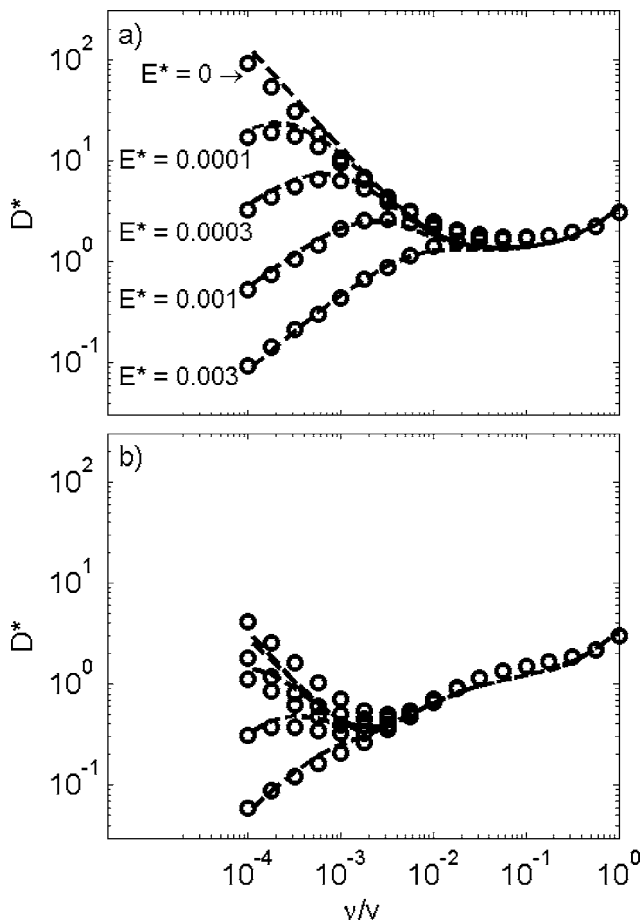 a)
10²
E* = 0 →
10¹
E* = 0.0001
D*
E* = 0.0003
10⁰
E* = 0.001
10⁻¹
E* = 0.003
b)
10²
10¹
D*
10⁰
10⁻¹
10⁻⁴ 10⁻³ 10⁻² 10⁻¹ 10⁰
γ/v